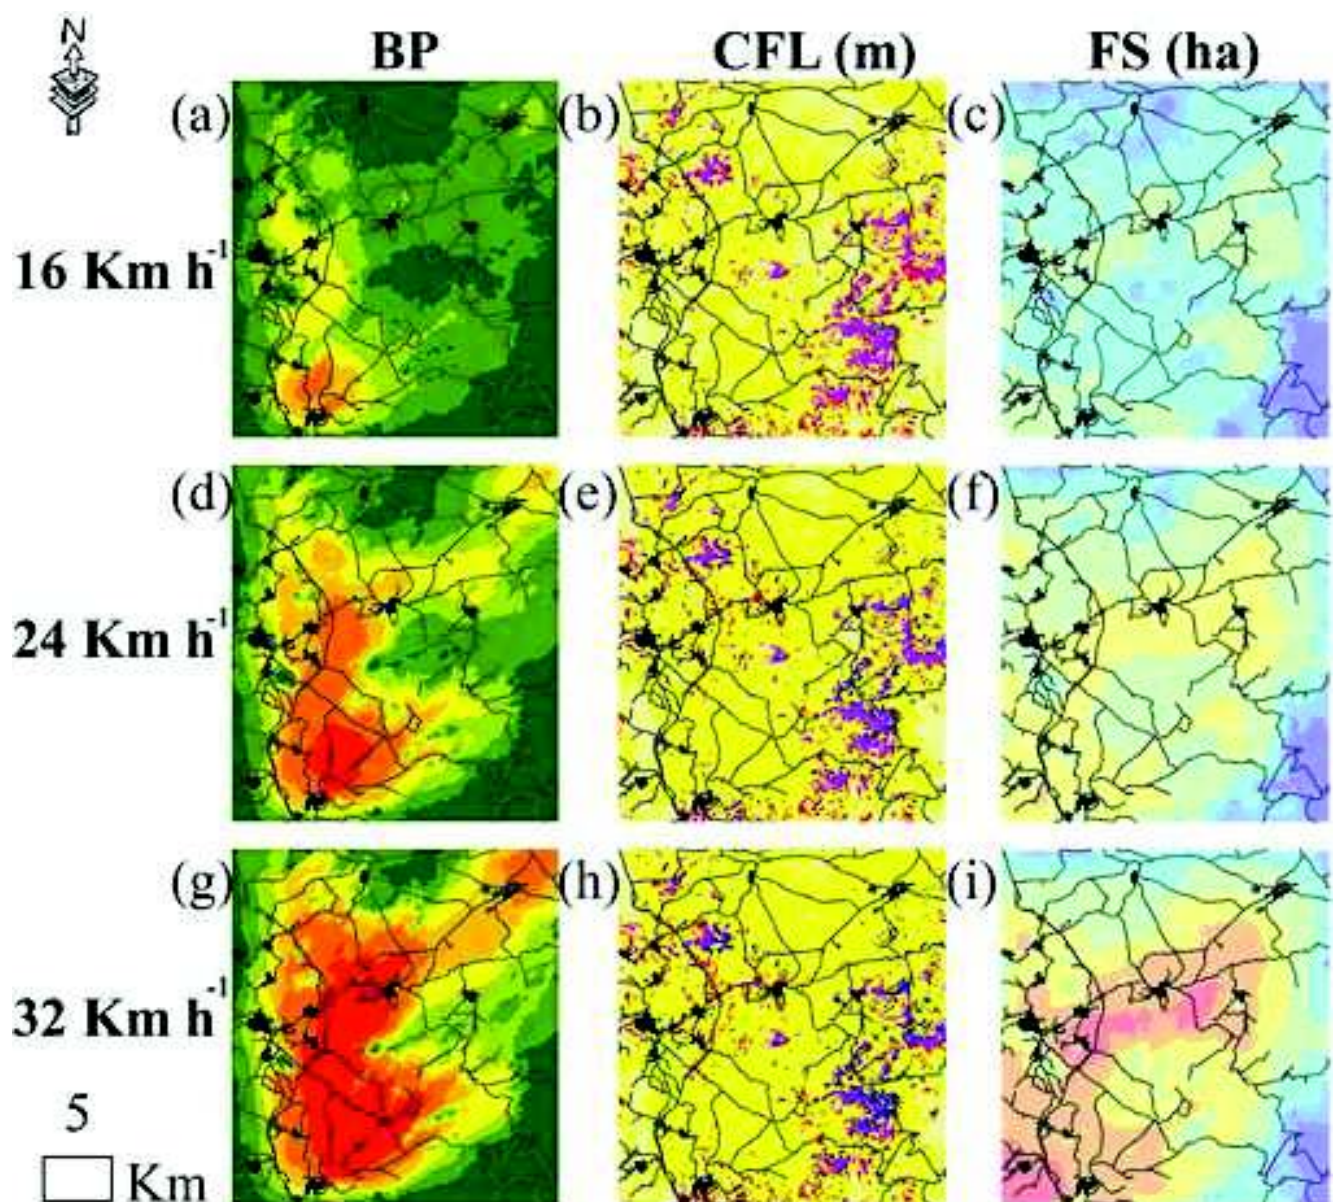 N
BP CFL (m) FS (ha)
(a) (b) (c)
16 Km h-1
(d) (e) (f)
24 Km h-1
(g) (h) (i)
32 Km h-1
5
Km